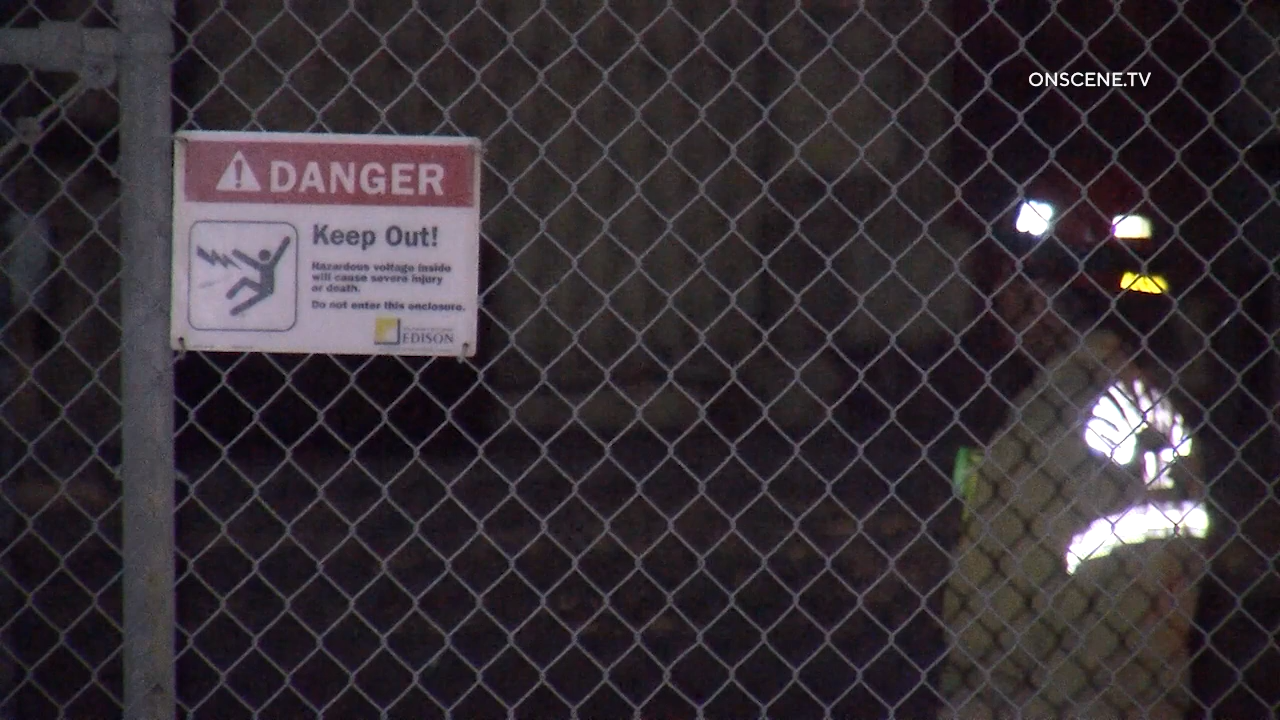 ONSCENE.TV
DANGER
Keep Out!
Hazardous voltage inside
will cause severe injury
or death.
Do not enter this enclosure.
EDISON